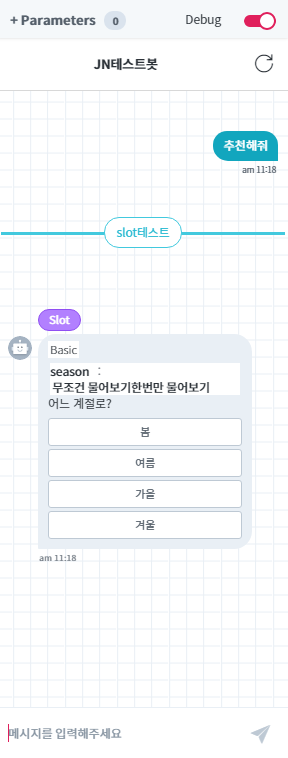 + Parameters 0 Debug
JN테스트봇
추천해줘
am 11:18
slot테스트
Slot
Basic
season :
무조건 물어보기한번만 물어보기
어느 계절로?
봄
여름
가을
겨울
am 11:18
메시지를 입력해주세요